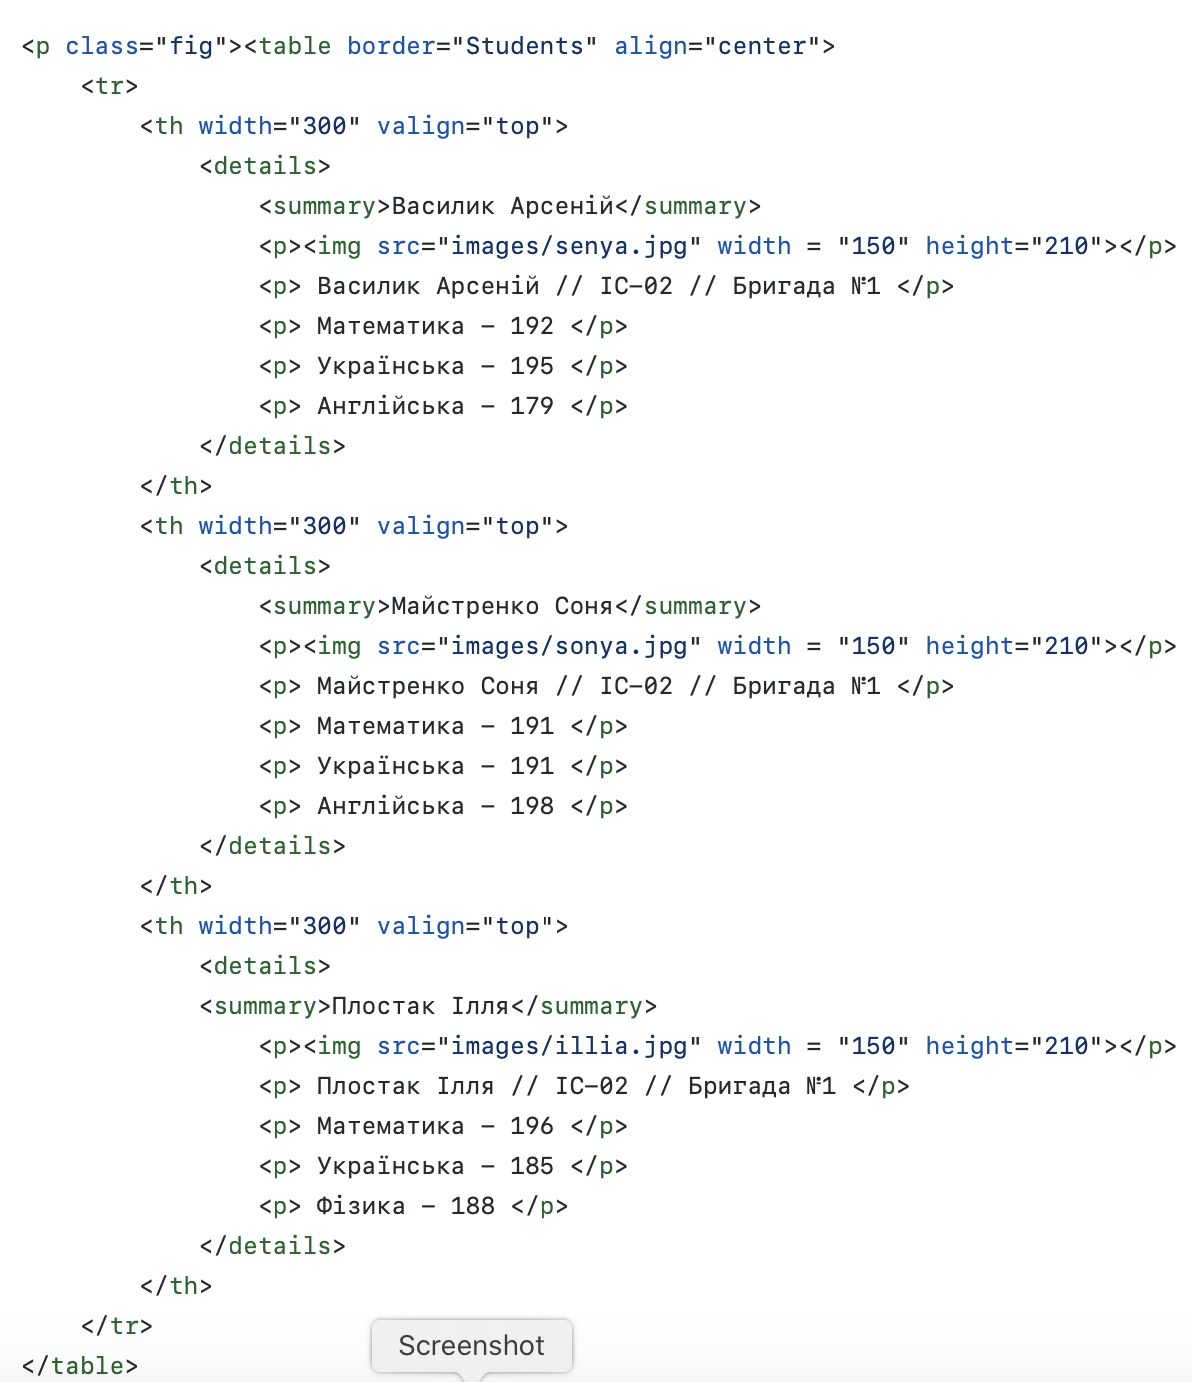 <p class="fig"><table border="Students" align="center">
    <tr>
        <th width="300" valign="top">
            <details>
                <summary>Василик Арсеній</summary>
                <p><img src="images/senya.jpg" width = "150" height="210"></p>
                <p> Василик Арсеній // ІС-02 // Бригада №1 </p>
                <p> Математика - 192 </p>
                <p> Українська - 195 </p>
                <p> Англійська - 179 </p>
            </details>
        </th>
        <th width="300" valign="top">
            <details>
                <summary>Майстренко Соня</summary>
                <p><img src="images/sonya.jpg" width = "150" height="210"></p>
                <p> Майстренко Соня // ІС-02 // Бригада №1 </p>
                <p> Математика - 191 </p>
                <p> Українська - 191 </p>
                <p> Англійська - 198 </p>
            </details>
        </th>
        <th width="300" valign="top">
            <details>
            <summary>Плостак Ілля</summary>
                <p><img src="images/illia.jpg" width = "150" height="210"></p>
                <p> Плостак Ілля // ІС-02 // Бригада №1 </p>
                <p> Математика - 196 </p>
                <p> Українська - 185 </p>
                <p> Фізика - 188 </p>
            </details>
        </th>
    </tr>
Screenshot
</table>